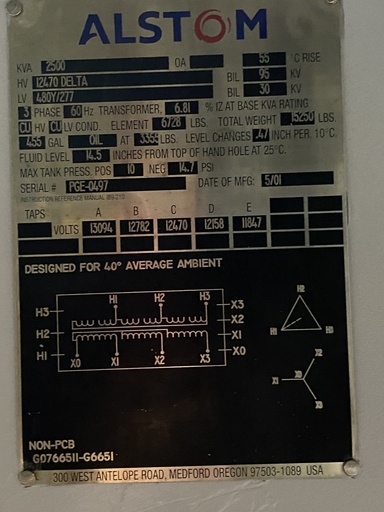 ALSTOM
KVA 2500 OA 55 °C RISE
HV 12470 DELTA BIL 95 KV
LV 480Y/277 BIL 30 KV
3 PHASE 60 Hz TRANSFORMER, 6.81 % IZ AT BASE KVA RATING
CU HV CU LV COND. ELEMENT 6728 LBS. TOTAL WEIGHT 15250 LBS.
455 GAL OIL AT 3353 LBS. LEVEL CHANGES .47 INCH PER. 10°C.
FLUID LEVEL 14.5 INCHES FROM TOP OF HAND HOLE AT 25°C.
MAX TANK PRESS. POS 10 NEG 14.7 PSI
SERIAL # PGE-0497 DATE OF MFG: 5/01
INSTRUCTION REFERENCE MANUAL
TAPS A B C D E
VOLTS 13094 12782 12470 12158 11847
DESIGNED FOR 40° AVERAGE AMBIENT
H1 H2 H3
H3 X3
X2
H2 X1
H1 X0
X0 X1 X2 X3
H2
H1 H3
X2
X1 X0
X3
NON-PCB
G0766511-G6651
300 WEST ANTELOPE ROAD, MEDFORD OREGON 97503-1089 USA